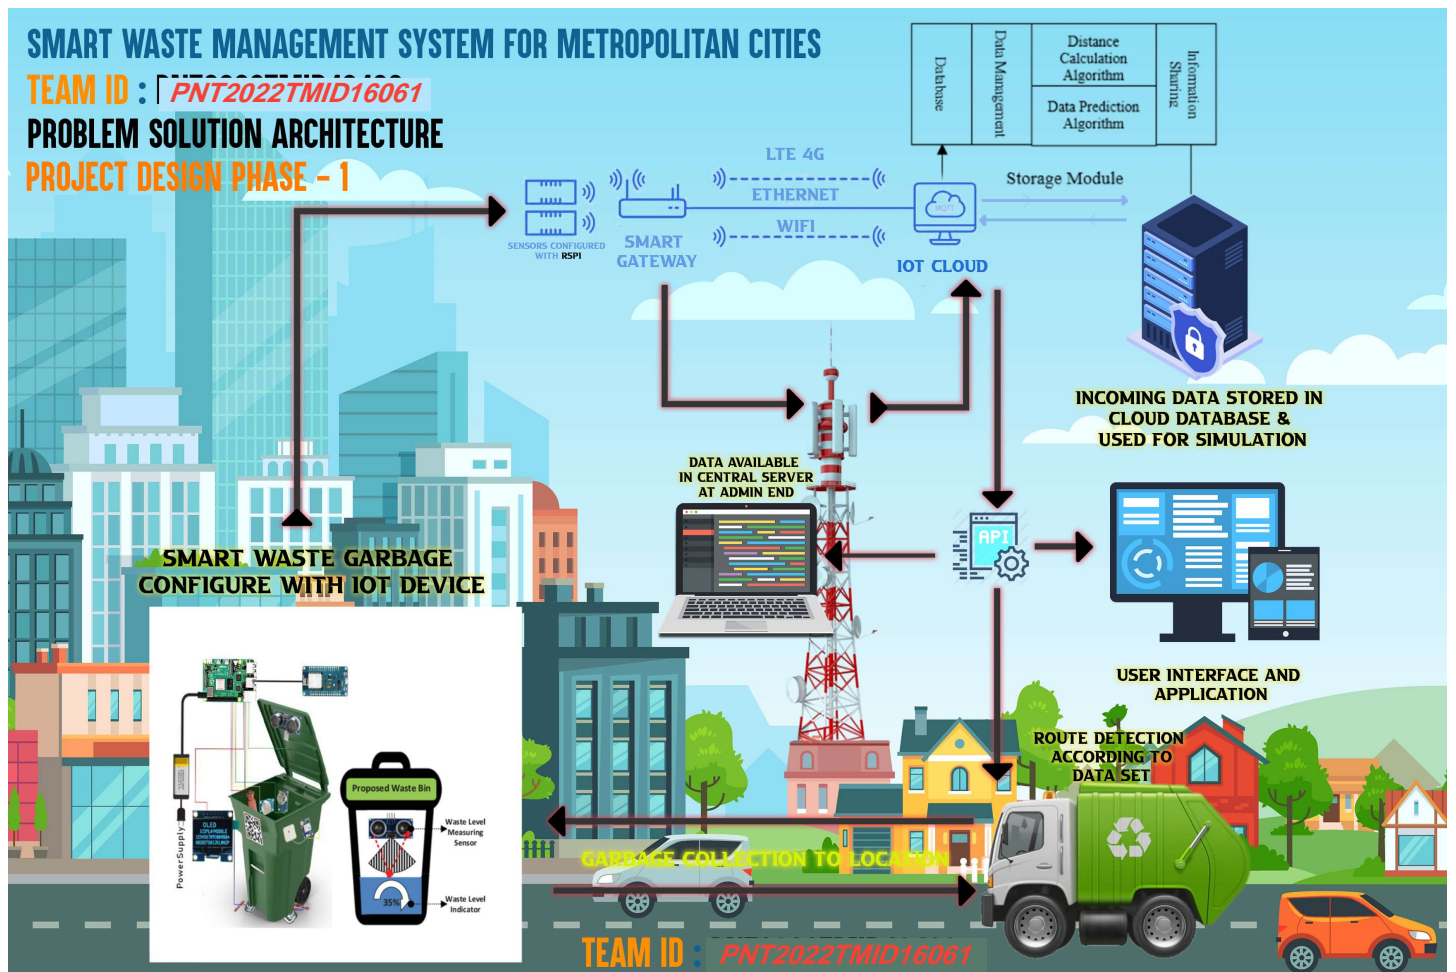 SMART WASTE MANAGEMENT SYSTEM FOR METROPOLITAN CITIES
TEAM ID : PNT2022TMID16061
PROBLEM SOLUTION ARCHITECTURE
PROJECT DESIGN PHASE – 1
Database
Data Management
Distance
Calculation
Algorithm
Data Prediction
Algorithm
Information
Sharing
Storage Module
LTE 4G
ETHERNET
WIFI
SENSORS CONFIGURED
WITH RSPI
SMART
GATEWAY
MQTT
IOT CLOUD
INCOMING DATA STORED IN
CLOUD DATABASE &
USED FOR SIMULATION
DATA AVAILABLE
IN CENTRAL SERVER
AT ADMIN END
API
SMART WASTE GARBAGE
CONFIGURE WITH IOT DEVICE
USER INTERFACE AND
APPLICATION
ROUTE DETECTION
ACCORDING TO
DATA SET
PowerSupply
OLED
Proposed Waste Bin
Waste Level
Measuring
Sensor
35%
Waste Level
Indicator
GARBAGE COLLECTION TO LOCATION
TEAM ID : PNT2022TMID16061